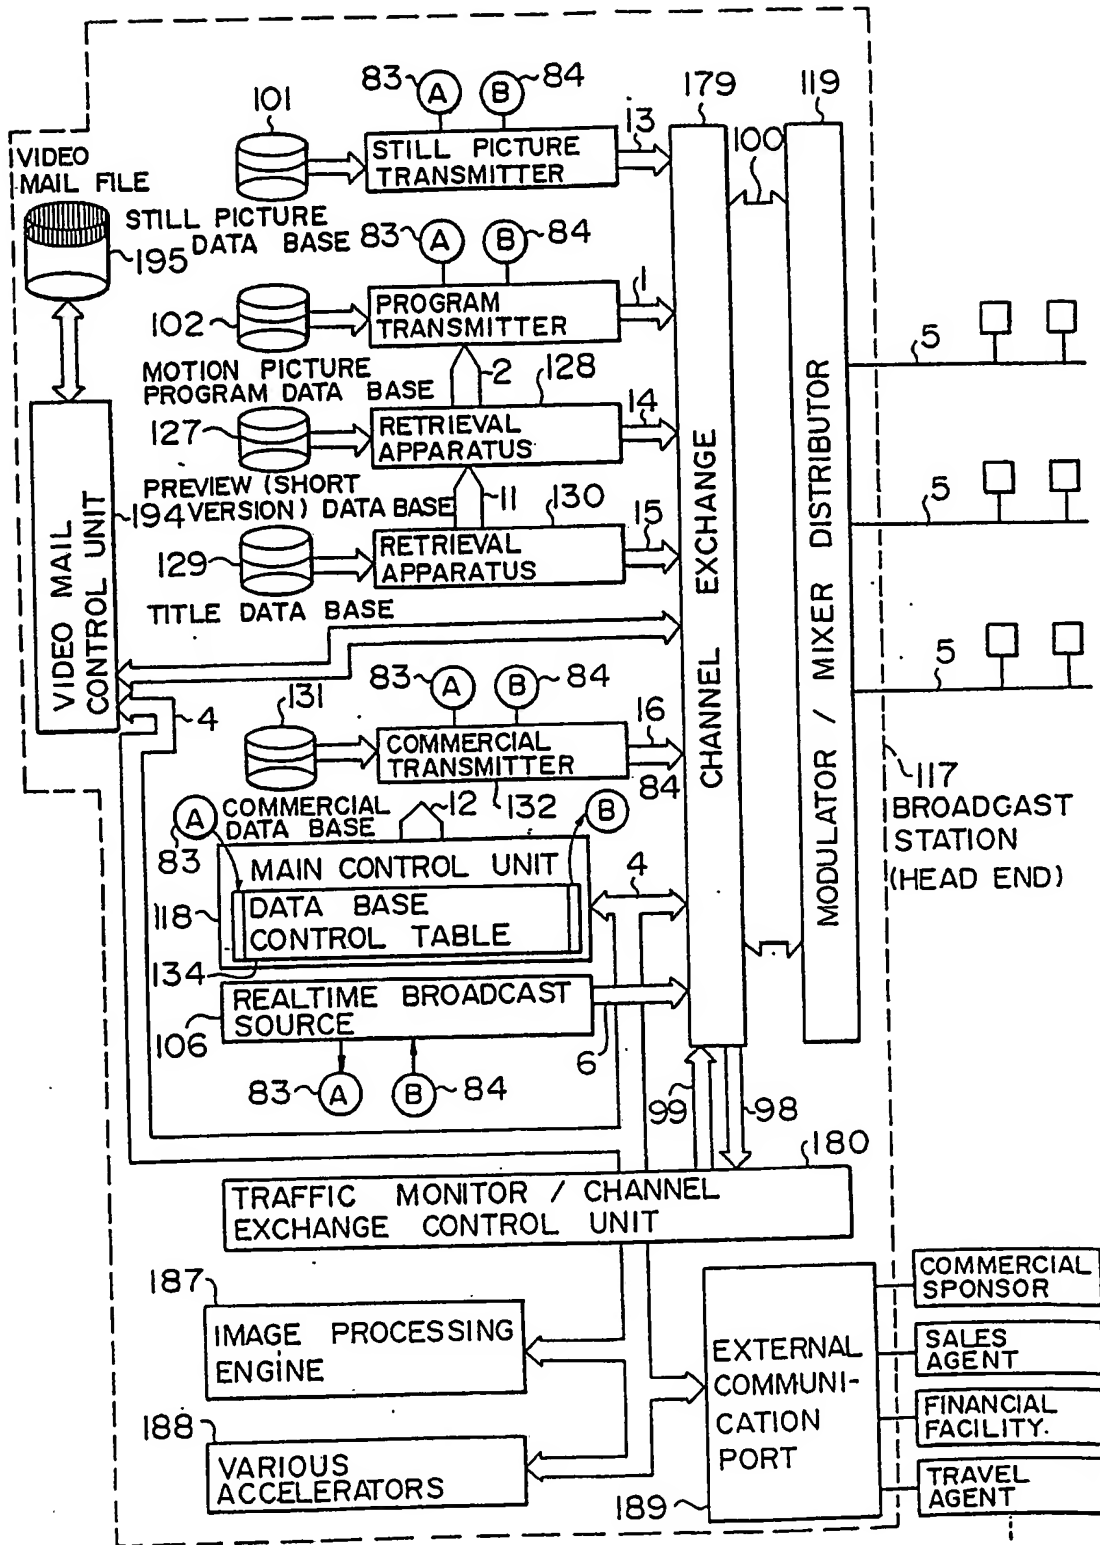 83 84 179 119
101 A B 13 100
VIDEO
MAIL FILE
STILL PICTURE
TRANSMITTER
STILL PICTURE
DATA BASE
195
83 A B 84
1
102
PROGRAM
TRANSMITTER
5
MOTION PICTURE
PROGRAM DATA BASE
2 128
127
RETRIEVAL
APPARATUS
14
PREVIEW (SHORT
VERSION) DATA BASE
194
11 130
5
129
RETRIEVAL
APPARATUS
15
TITLE DATA BASE
VIDEO MAIL
CONTROL UNIT
CHANNEL EXCHANGE
MODULATOR / MIXER DISTRIBUTOR
5
4
131
83 A B 84
COMMERCIAL
TRANSMITTER
16
84
132
117
BROADCAST
STATION
(HEAD END)
COMMERCIAL
DATA BASE
12
A
83
B
MAIN CONTROL UNIT
118
DATA BASE
CONTROL TABLE
4
134
REALTIME BROADCAST
SOURCE
106
6
83 A B 84
99 98
180
TRAFFIC MONITOR / CHANNEL
EXCHANGE CONTROL UNIT
187
IMAGE PROCESSING
ENGINE
188
VARIOUS
ACCELERATORS
EXTERNAL
COMMUNI-
CATION
PORT
189
COMMERCIAL
SPONSOR
SALES
AGENT
FINANCIAL
FACILITY.
TRAVEL
AGENT